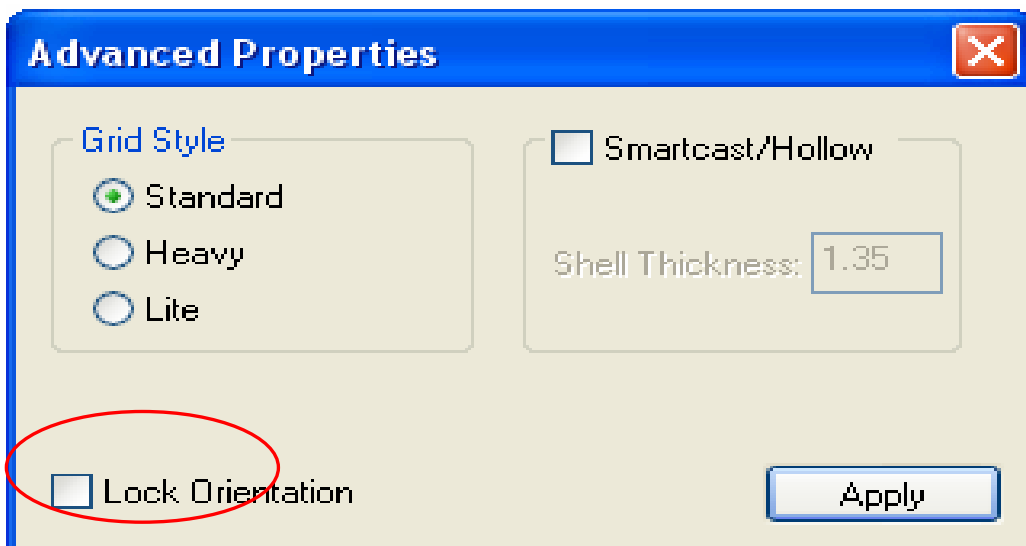 Advanced Properties
Grid Style
Standard
Heavy
Lite
Smartcast/Hollow
Shell Thickness: 1.35
Lock Orientation
Apply